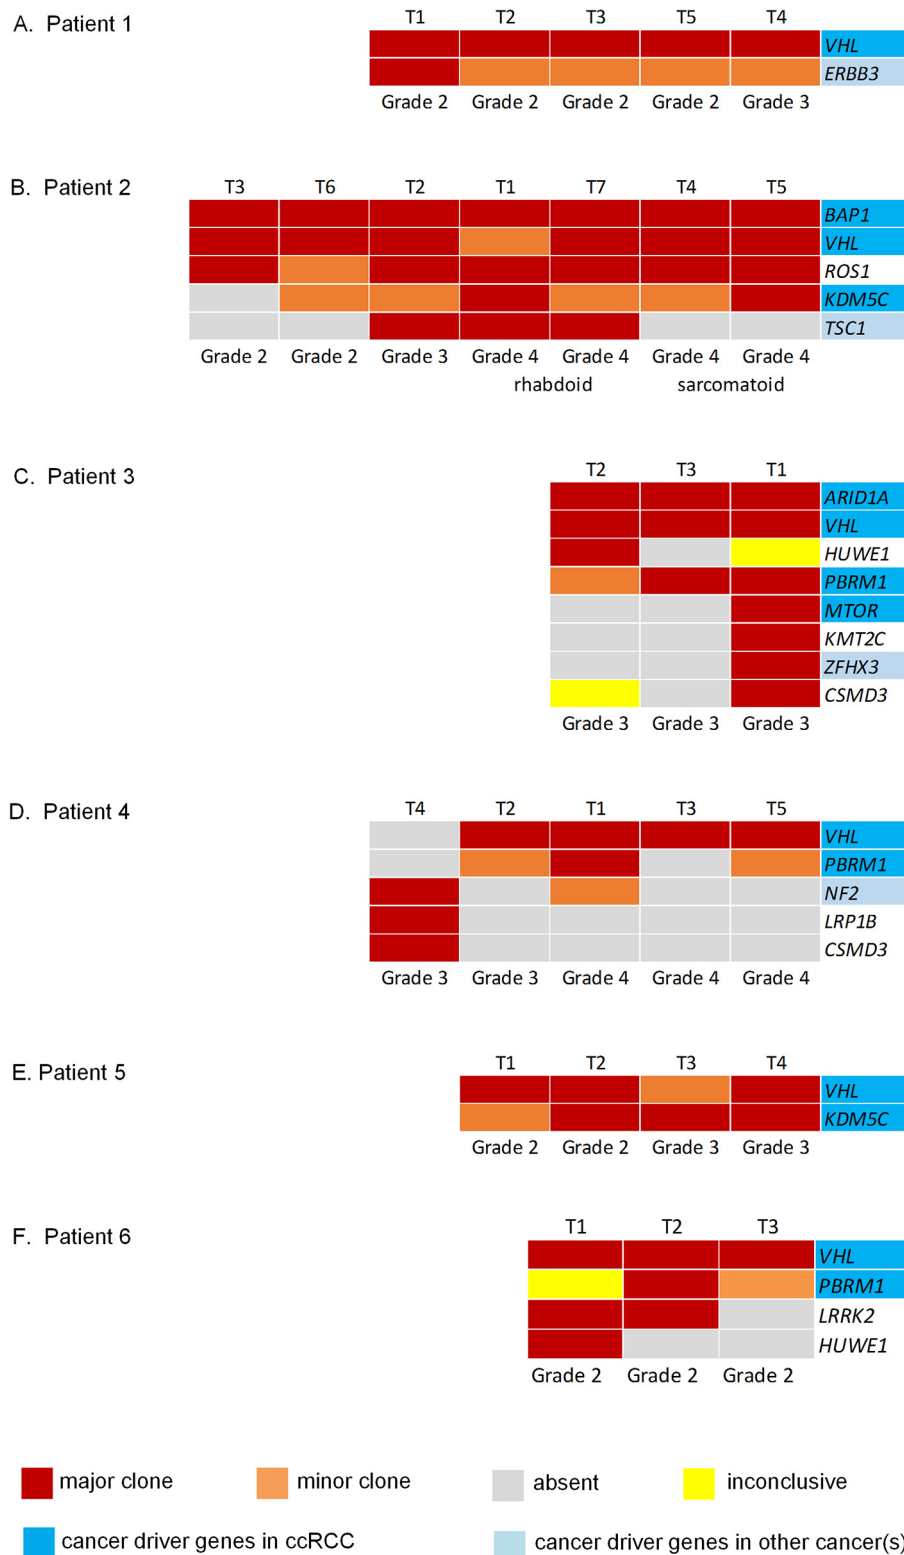 A. Patient 1
T1 T2 T3 T5 T4
VHL
ERBB3
Grade 2 Grade 2 Grade 2 Grade 2 Grade 3
B. Patient 2
T3 T6 T2 T1 T7 T4 T5
BAP1
VHL
ROS1
KDM5C
TSC1
Grade 2 Grade 2 Grade 3 Grade 4 Grade 4 Grade 4 Grade 4
rhabdoid sarcomatoid
C. Patient 3
T2 T3 T1
ARID1A
VHL
HUWE1
PBRM1
MTOR
KMT2C
ZFHX3
CSMD3
Grade 3 Grade 3 Grade 3
D. Patient 4
T4 T2 T1 T3 T5
VHL
PBRM1
NF2
LRP1B
CSMD3
Grade 3 Grade 3 Grade 4 Grade 4 Grade 4
E. Patient 5
T1 T2 T3 T4
VHL
KDM5C
Grade 2 Grade 2 Grade 3 Grade 3
F. Patient 6
T1 T2 T3
VHL
PBRM1
LRRK2
HUWE1
Grade 2 Grade 2 Grade 2
major clone minor clone absent inconclusive
cancer driver genes in ccRCC cancer driver genes in other cancer(s)